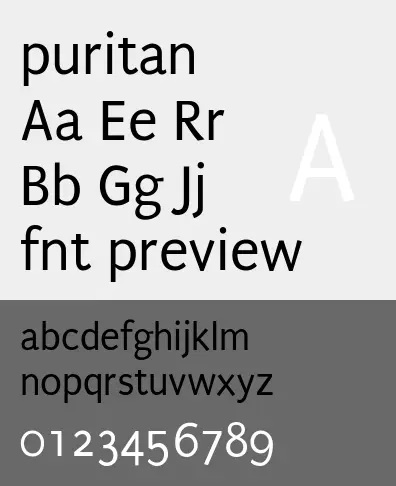 puritan
Aa Ee Rr
A
Bb Gg Jj
fnt preview
abcdefghijklm
nopqrstuvwxyz
0123456789